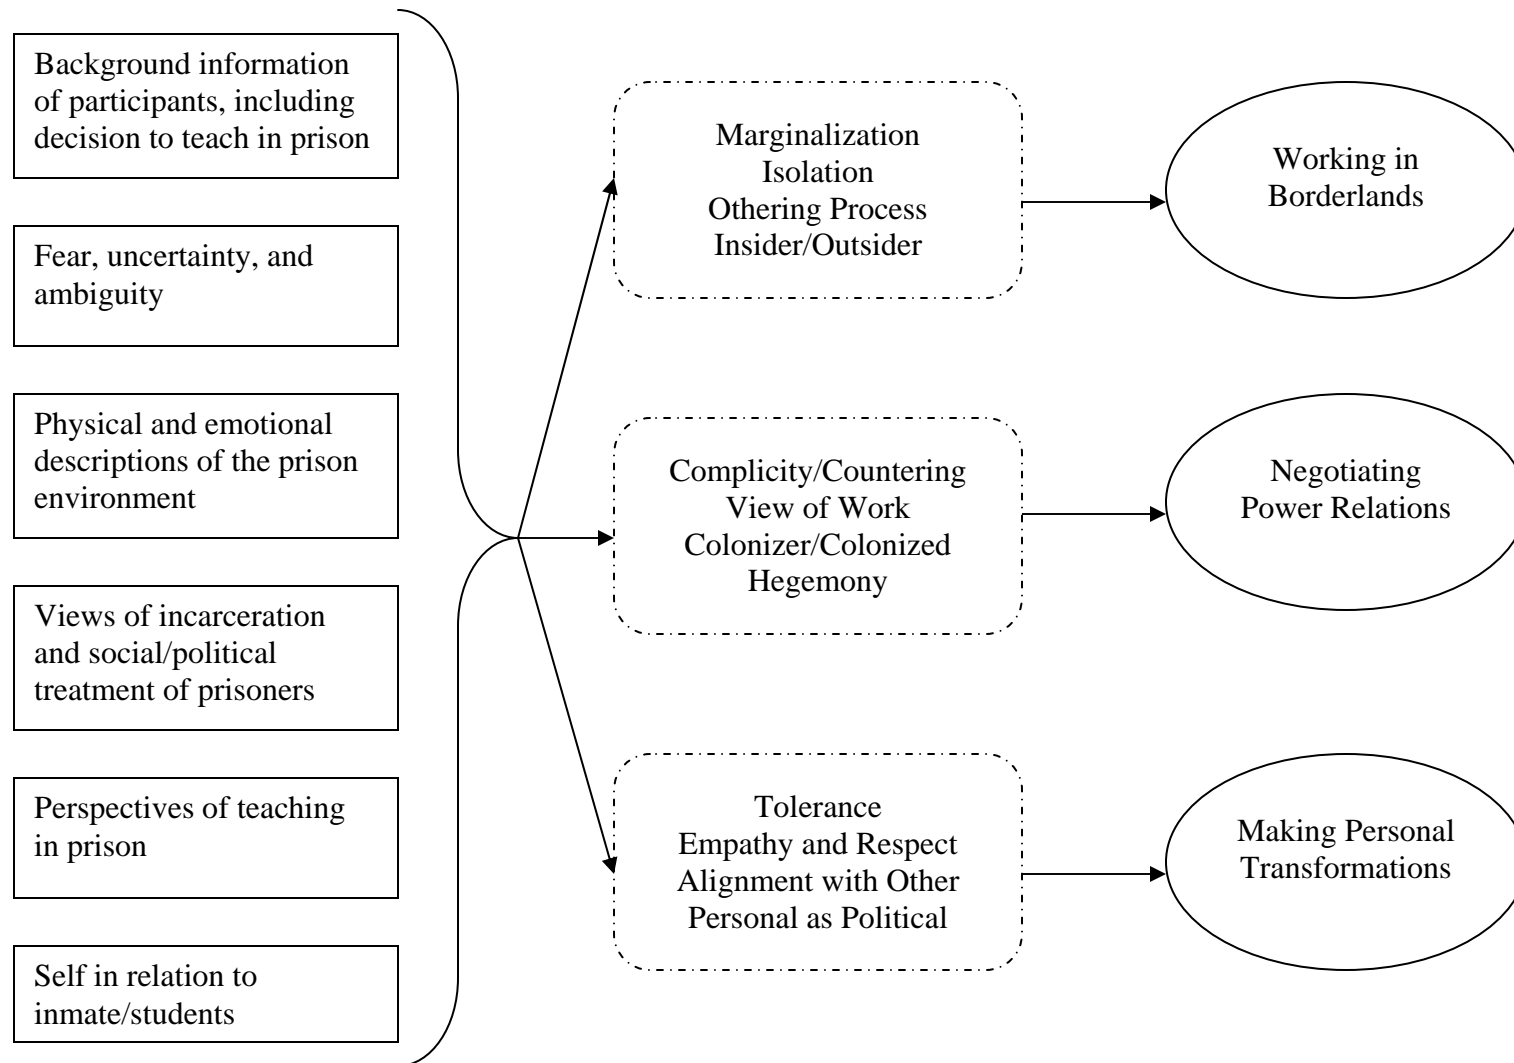 Background information
of participants, including
decision to teach in prison
Fear, uncertainty, and
ambiguity
Physical and emotional
descriptions of the prison
environment
Views of incarceration
and social/political
treatment of prisoners
Perspectives of teaching
in prison
Self in relation to
inmate/students
Marginalization
Isolation
Othering Process
Insider/Outsider
Complicity/Countering
View of Work
Colonizer/Colonized
Hegemony
Tolerance
Empathy and Respect
Alignment with Other
Personal as Political
Working in
Borderlands
Negotiating
Power Relations
Making Personal
Transformations